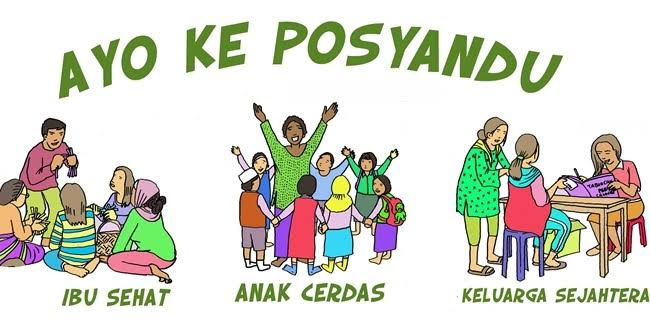 AYO KE POSYANDU
IBU SEHAT
ANAK CERDAS
KELUARGA SEJAHTERA